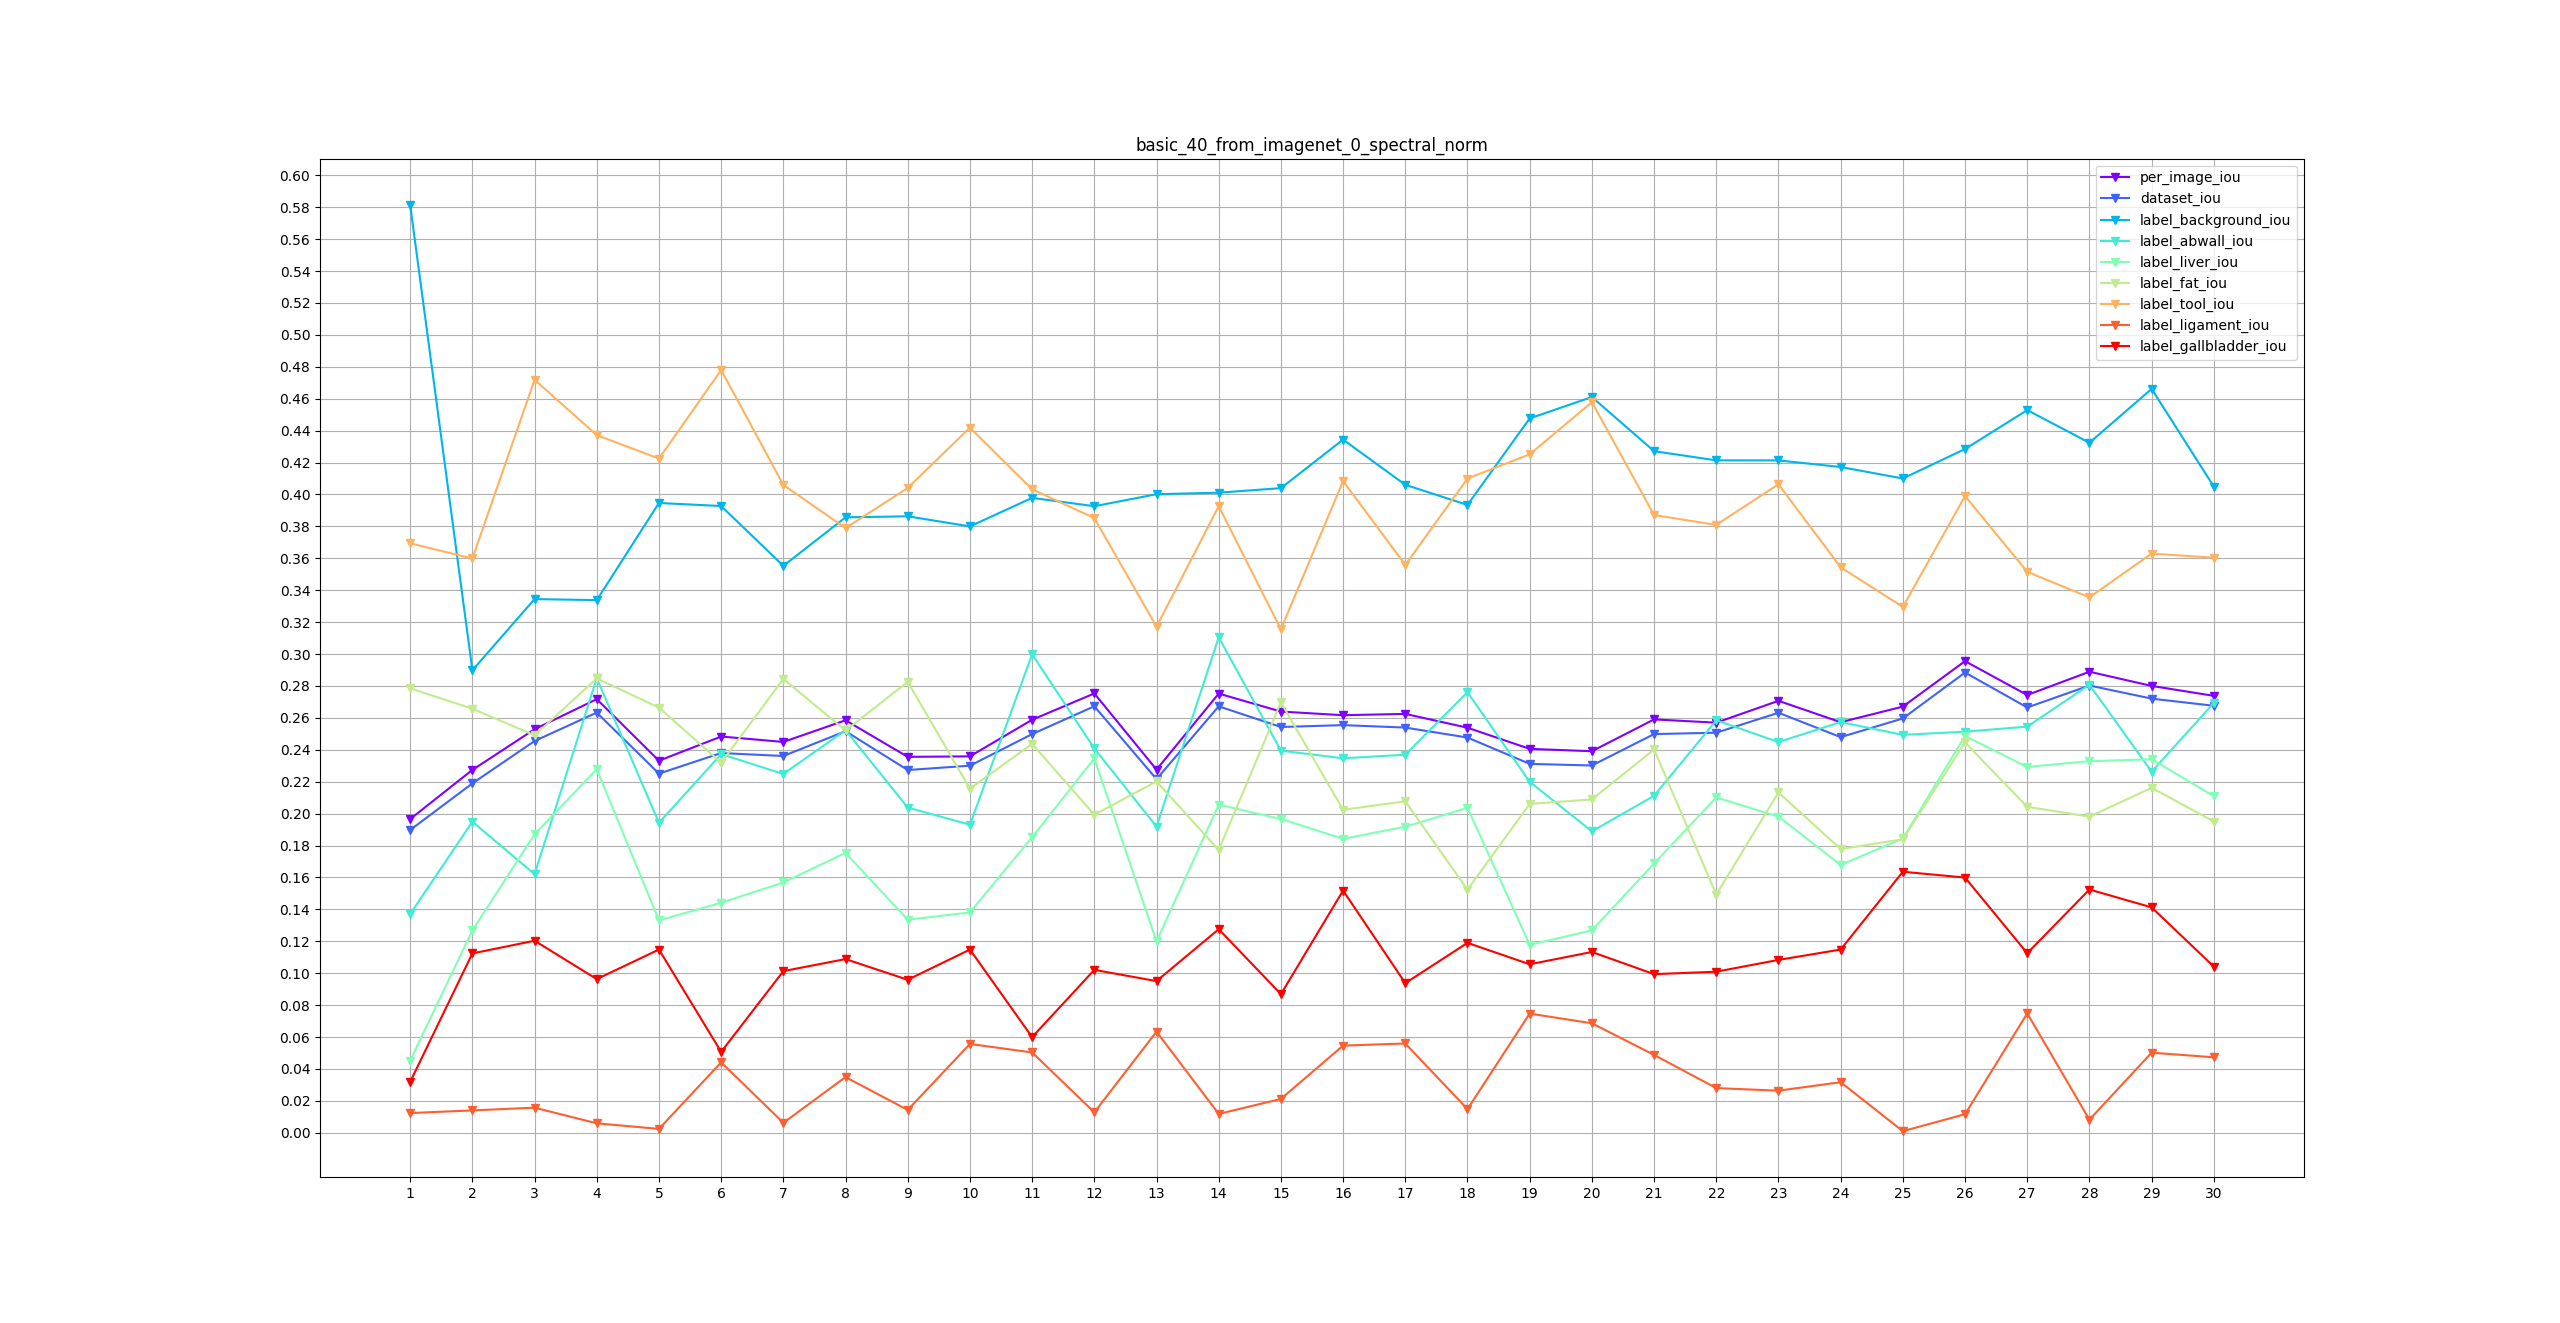 basic_40_from_imagenet_0_spectral_norm
0.60
0.58
0.56
0.54
0.52
0.50
0.48
0.46
0.44
0.42
0.40
0.38
0.36
0.34
0.32
0.30
0.28
0.26
0.24
0.22
0.20
0.18
0.16
0.14
0.12
0.10
0.08
0.06
0.04
0.02
0.00
per_image_iou
dataset_iou
label_background_iou
label_abwall_iou
label_liver_iou
label_fat_iou
label_tool_iou
label_ligament_iou
label_gallbladder_iou
1 2 3 4 5 6 7 8 9 10 11 12 13 14 15 16 17 18 19 20 21 22 23 24 25 26 27 28 29 30